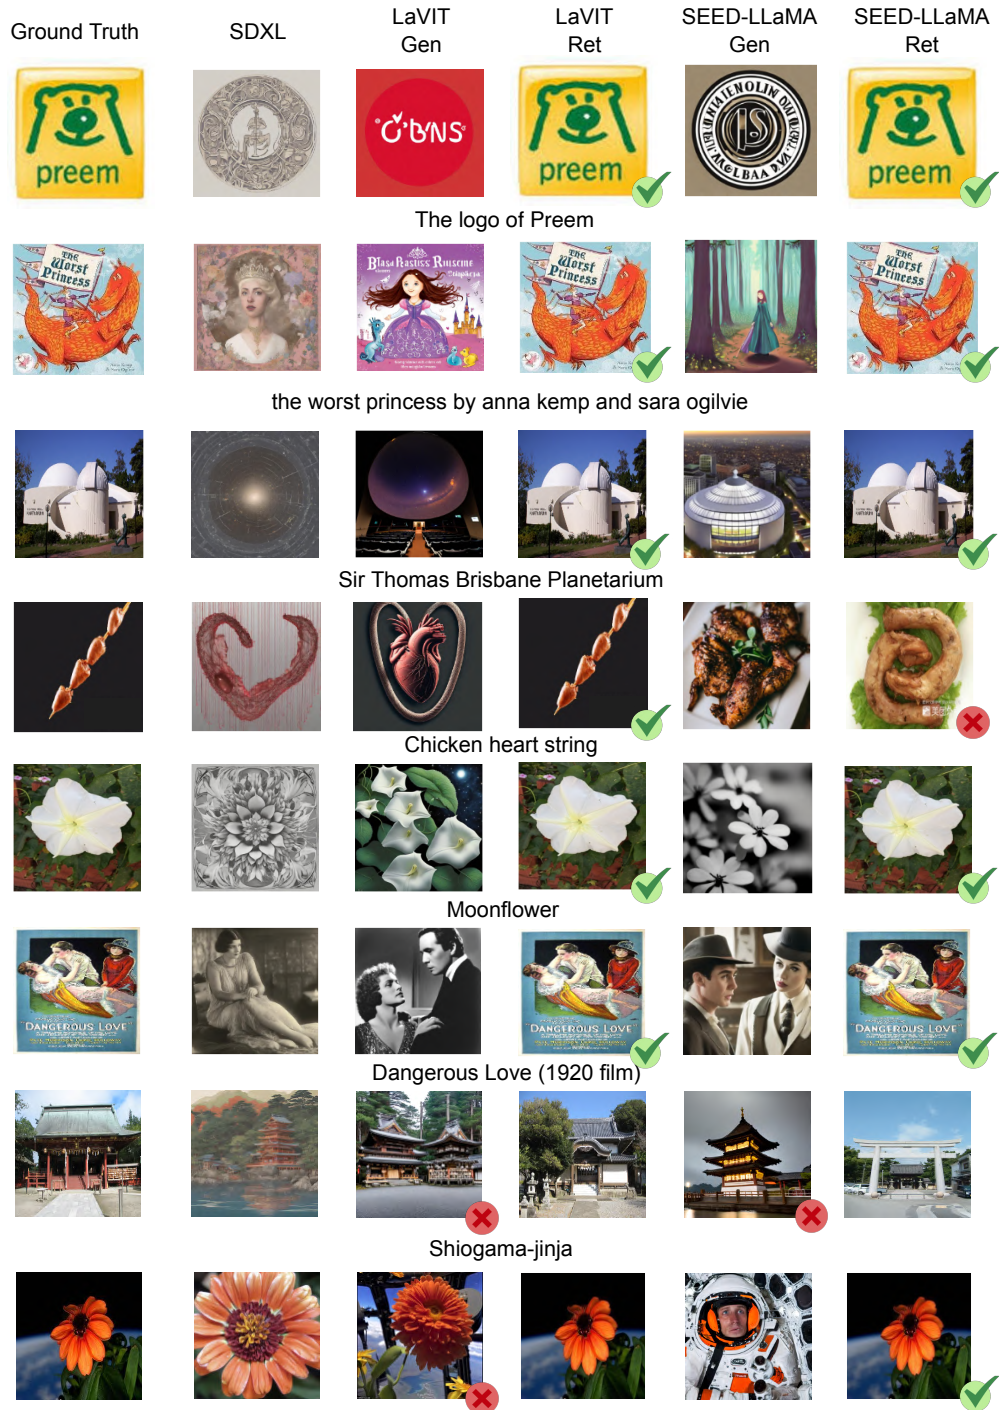 Ground Truth
SDXL
LaVIT
Gen
LaVIT
Ret
SEED-LLaMA
Gen
SEED-LLaMA
Ret
preem
preem
preem
The logo of Preem
THE
Worst
Princess
THE
Worst
Princess
THE
Worst
Princess
the worst princess by anna kemp and sara ogilvie
Sir Thomas Brisbane Planetarium
Chicken heart string
Moonflower
"DANGEROUS LOVE"
"DANGEROUS LOVE"
"DANGEROUS LOVE"
Dangerous Love (1920 film)
Shiogama-jinja